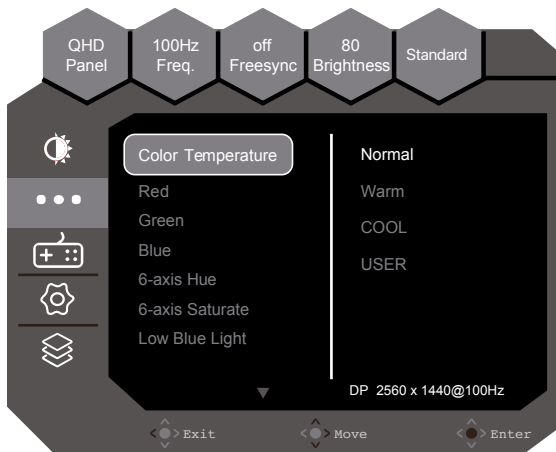 QHD
Panel
100Hz
Freq.
off
Freesync
80
Brightness
Standard
Color Temperature
Red
Green
Blue
6-axis Hue
6-axis Saturate
Low Blue Light
Normal
Warm
COOL
USER
DP 2560 x 1440@100Hz
Exit
Move
Enter